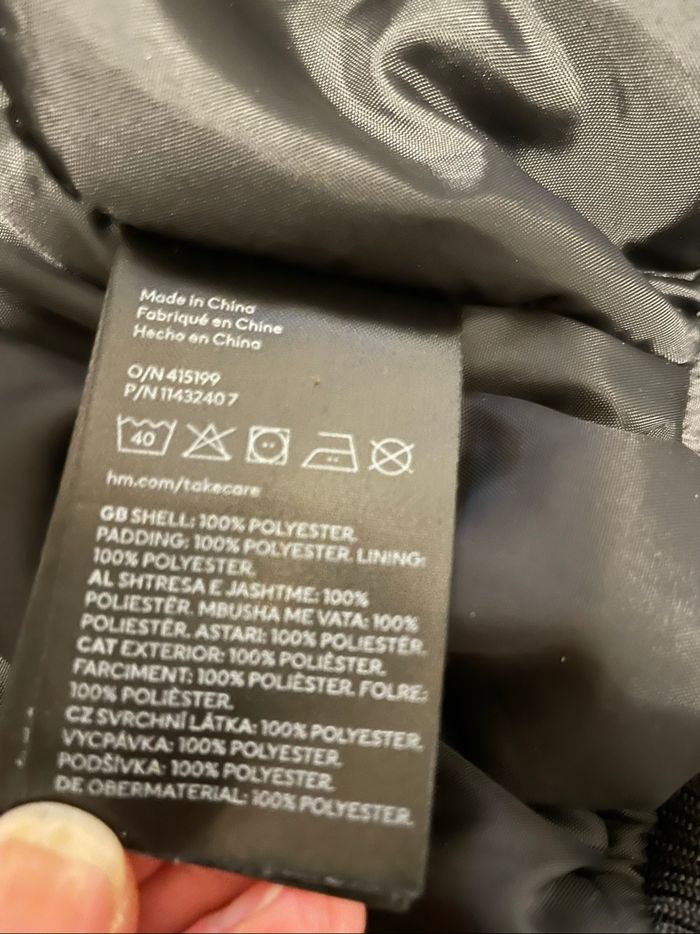 Made in China
Fabriqué en Chine
Hecho en China
O/N 415199
P/N 11432407
40
hm.com/takecare
GB SHELL: 100% POLYESTER.
PADDING: 100% POLYESTER. LINING:
100% POLYESTER.
AL SHTRESA E JASHTME: 100%
POLIESTËR. MBUSHA ME VATA: 100%
POLIESTËR. ASTARI: 100% POLIESTËR.
CAT EXTERIOR: 100% POLIÈSTER.
FARCIMENT: 100% POLIÈSTER. FOLRE:
100% POLIÈSTER.
CZ SVRCHNÍ LÁTKA: 100% POLYESTER.
VYCPÁVKA: 100% POLYESTER.
PODŠÍVKA: 100% POLYESTER.
DE OBERMATERIAL: 100% POLYESTER.